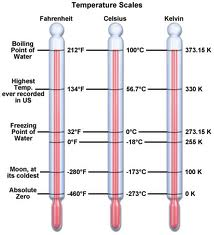 Temperature Scales
Fahrenheit Celsius Kelvin
Boiling
Point of
Water
212°F 100°C 373.15 K
Highest
Temp.
ever recorded
in US
134°F 56.7°C 330 K
Freezing
Point of
Water
32°F 0°C 273.15 K
0°F -18°C 255 K
Moon, at
its coldest
-280°F -173°C 100 K
Absolute
Zero
-460°F -273°C 0 K